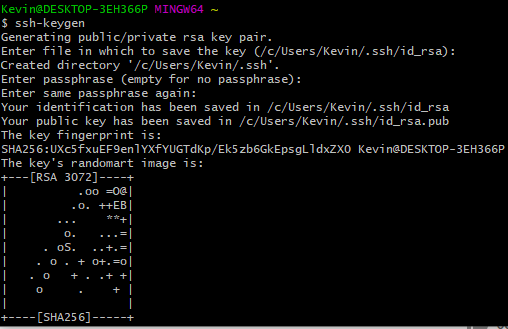 Kevin@DESKTOP-3EH366P MINGW64 ~
$ ssh-keygen
Generating public/private rsa key pair.
Enter file in which to save the key (/c/Users/Kevin/.ssh/id_rsa):
Created directory '/c/Users/Kevin/.ssh'.
Enter passphrase (empty for no passphrase):
Enter same passphrase again:
Your identification has been saved in /c/Users/Kevin/.ssh/id_rsa
Your public key has been saved in /c/Users/Kevin/.ssh/id_rsa.pub
The key fingerprint is:
SHA256:UXc5fxuEF9enlYXfYUGTdKp/Ek5zb6GkEpsgLldxZXO Kevin@DESKTOP-3EH366P
The key's randomart image is:
+---[RSA 3072]----+
|          .oo =O@|
|         .o. ++EB|
|       ...    **+|
|        o.   ...=|
|     . oS.  ..+.=|
|    . o . + o+.=o|
|   . o   + . .+ +|
|    o     .    + |
|                 |
+----[SHA256]-----+